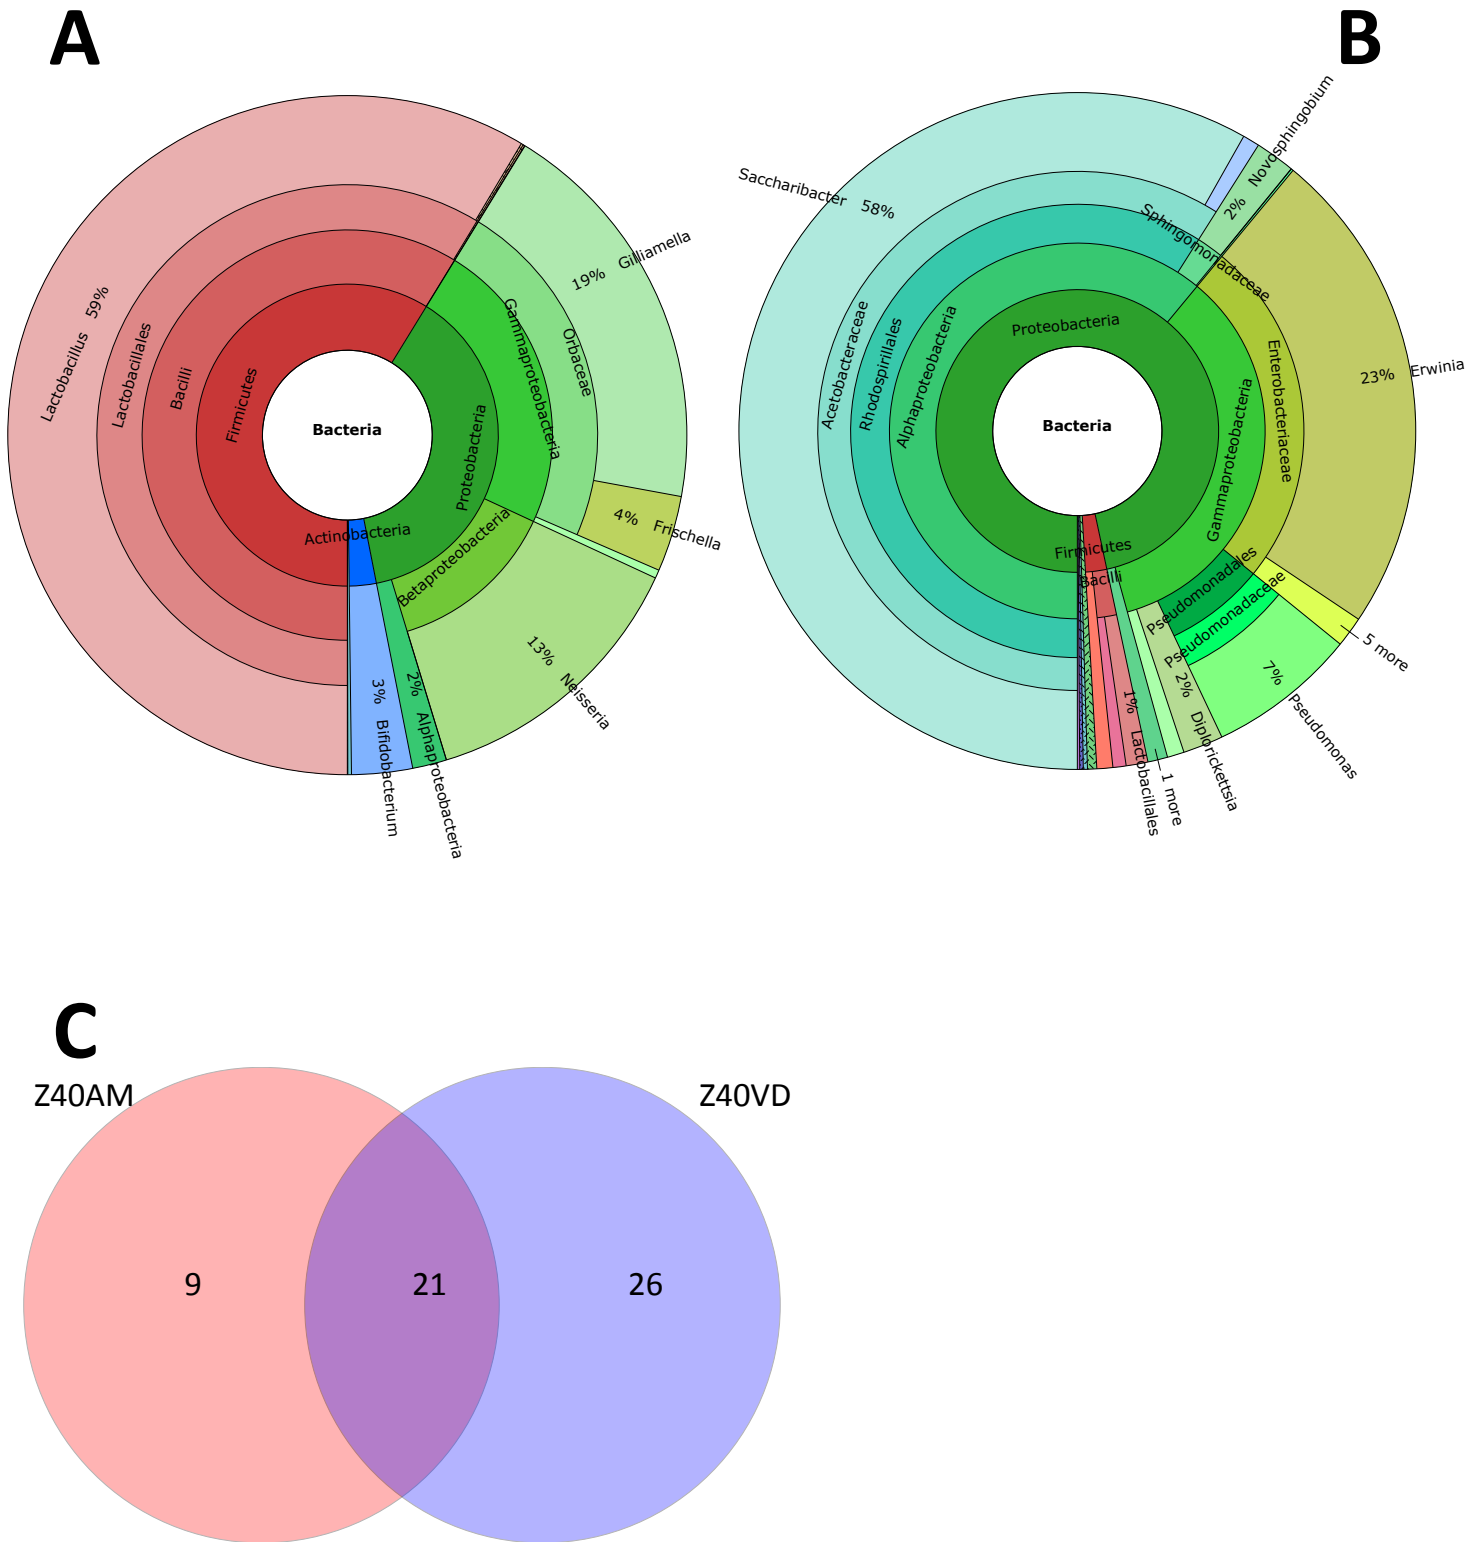 A
B
Lactobacillus 59%
Lactobacillales
Bacilli
Firmicutes
Bacteria
Proteobacteria
Gammaproteobacteria
Orbaceae
19% Gilliamella
4% Frischella
Betaproteobacteria
13% Neisseria
2% Alphaproteobacteria
Actinobacteria
3% Bifidobacterium
Saccharibacter 58%
Acetobacteraceae
Rhodospirillales
Alphaproteobacteria
Proteobacteria
Bacteria
Sphingomonadaceae
2% Novosphingobium
Gammaproteobacteria
Enterobacteriaceae
23% Erwinia
5 more
Pseudomonadales
Pseudomonadaceae
7% Pseudomonas
2% Diplorickettsia
1 more
Firmicutes
Bacilli
1% Lactobacillales
C
Z40AM
Z40VD
9
21
26